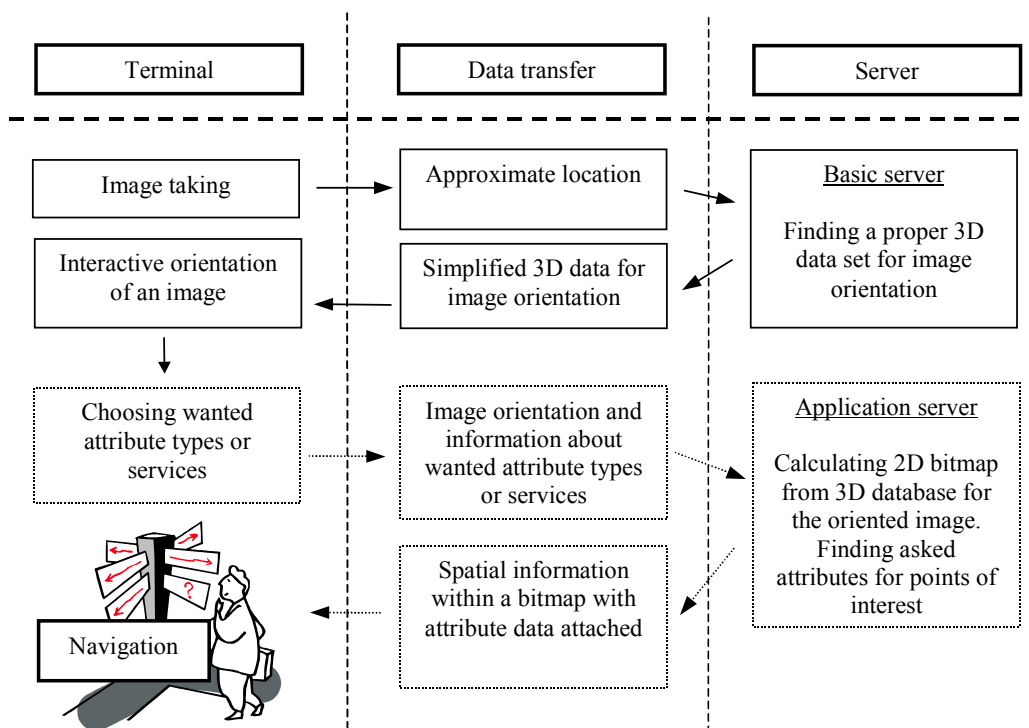 Terminal
Data transfer
Server
Image taking
Approximate location
Basic server
Finding a proper 3D
data set for image
orientation
Interactive orientation
of an image
Simplified 3D data for
image orientation
Choosing wanted
attribute types or
services
Image orientation and
information about
wanted attribute types
or services
Application server
Calculating 2D bitmap
from 3D database for
the oriented image.
Finding asked
attributes for points of
interest
Spatial information
within a bitmap with
attribute data attached
?
Navigation